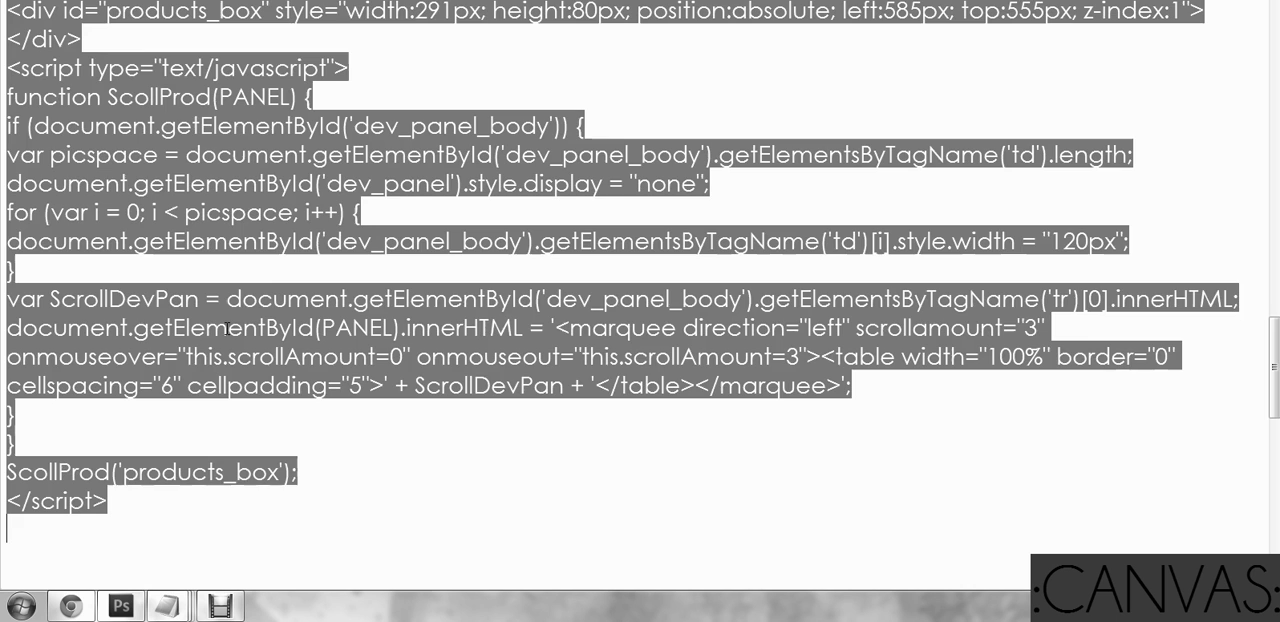 <div id="products_box" style="width:291px; height:80px; position:absolute; left:585px; top:555px; z-index:1">
</div>
<script type="text/javascript">
function ScollProd(PANEL) {
if (document.getElementById('dev_panel_body')) {
var picspace = document.getElementById('dev_panel_body').getElementsByTagName('td').length;
document.getElementById('dev_panel').style.display = "none";
for (var i = 0; i < picspace; i++) {
document.getElementById('dev_panel_body').getElementsByTagName('td')[i].style.width = "120px";
}
var ScrollDevPan = document.getElementById('dev_panel_body').getElementsByTagName('tr')[0].innerHTML;
document.getElementById(PANEL).innerHTML = '<marquee direction="left" scrollamount="3"
onmouseover="this.scrollAmount=0" onmouseout="this.scrollAmount=3"><table width="100%" border="0"
cellspacing="6" cellpadding="5">' + ScrollDevPan + '</table></marquee>';
}
}
ScollProd('products_box');
</script>
:CANVAS:
Ps